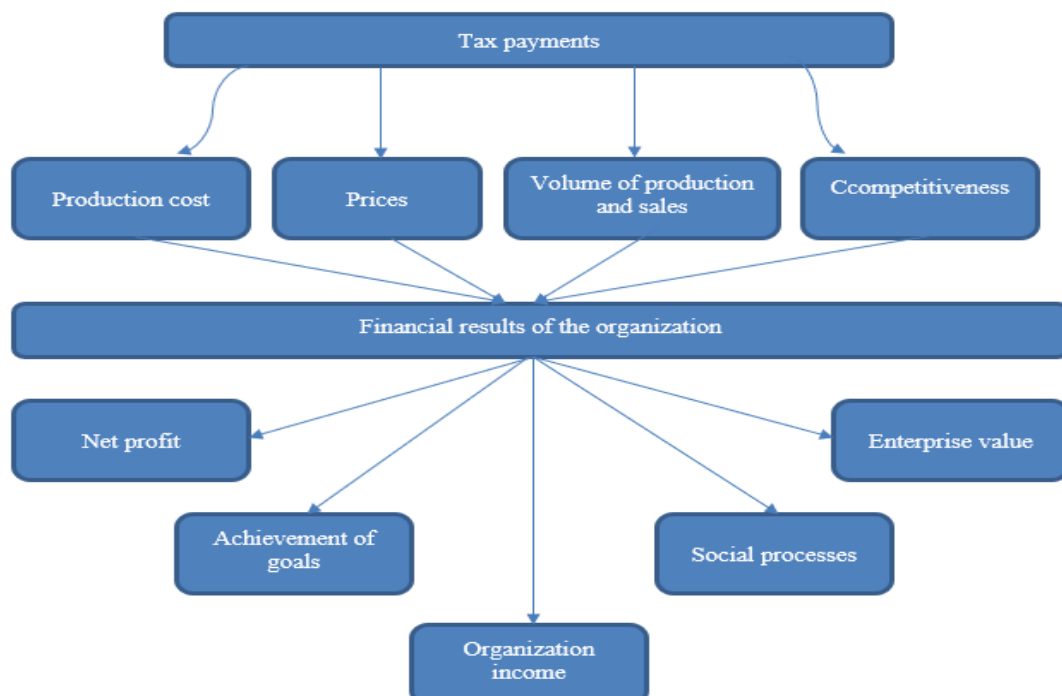 Tax payments
Production cost
Prices
Volume of production
and sales
Ccompetitiveness
Financial results of the organization
Net profit
Enterprise value
Achievement of
goals
Social processes
Organization
income